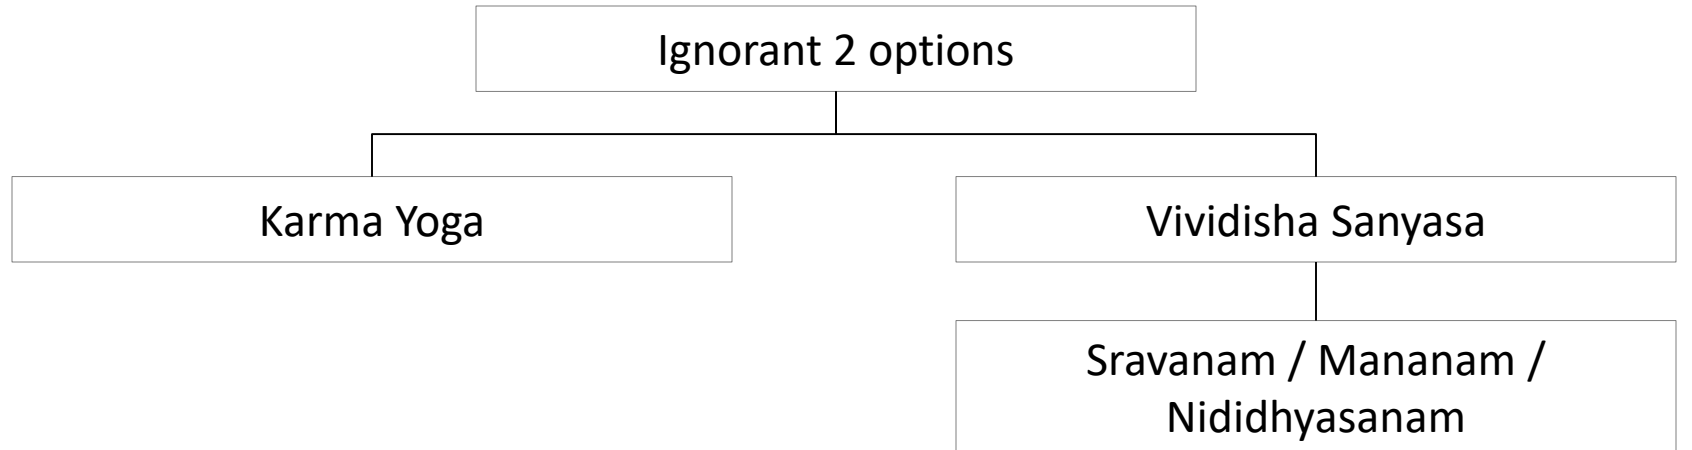 Ignorant 2 options
Karma Yoga
Vividisha Sanyasa
Sravanam / Mananam /
Nididhyasanam